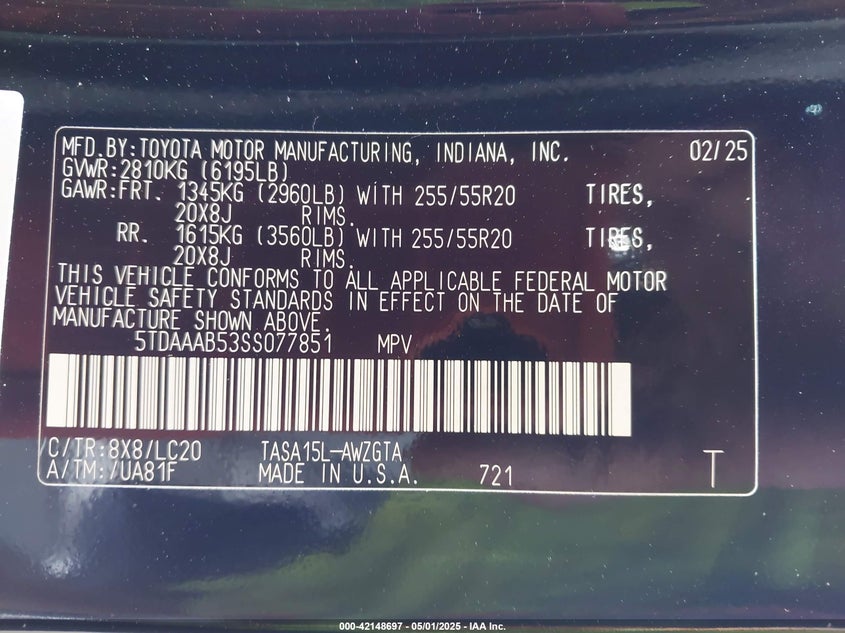 MFD.BY:TOYOTA MOTOR MANUFACTURING, INDIANA, INC. 02/25
GVWR:2810KG (6195LB)
GAWR:FRT. 1345KG (2960LB) WITH 255/55R20 TIRES,
20X8J RIMS.
RR. 1615KG (3560LB) WITH 255/55R20 TIRES,
20X8J RIMS.
THIS VEHICLE CONFORMS TO ALL APPLICABLE FEDERAL MOTOR
VEHICLE SAFETY STANDARDS IN EFFECT ON THE DATE OF
MANUFACTURE SHOWN ABOVE.
5TDAAAB53SS077851 MPV
C/TR:8X8/LC20 TASA15L-AWZGTA
A/TM:/UA81F MADE IN U.S.A. 721 T
000-42148697 - 05/01/2025 - IAA Inc.